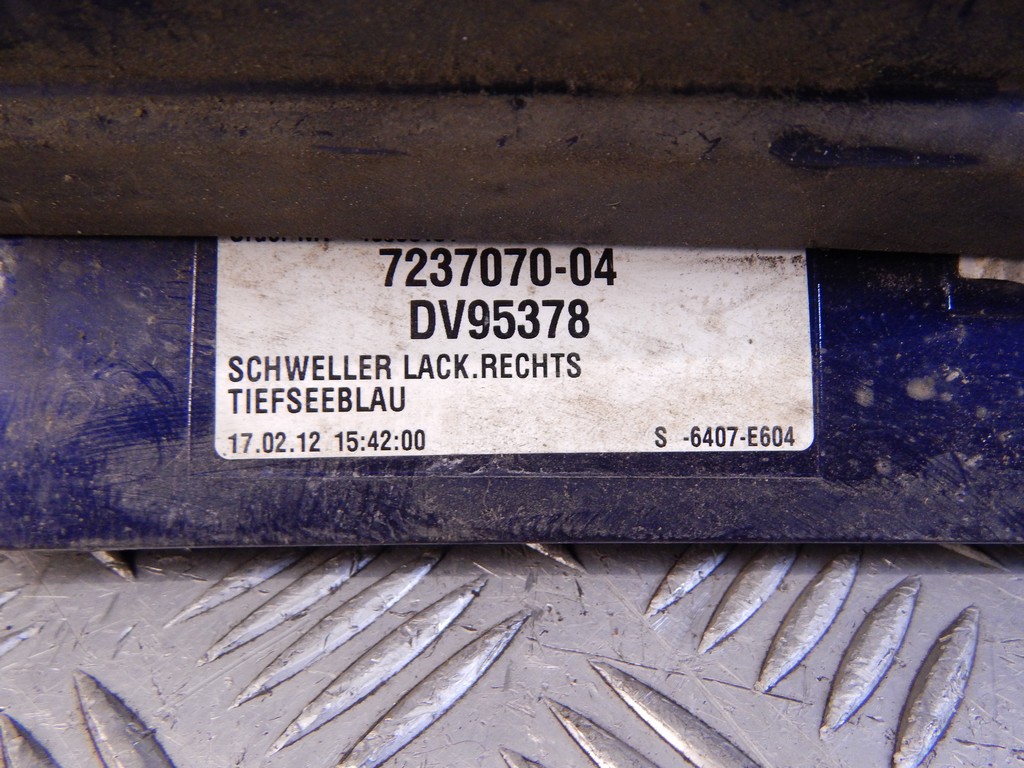 7237070-04
DV95378
SCHWELLER LACK.RECHTS
TIEFSEEBLAU
17.02.12 15:42:00 S -6407-E604